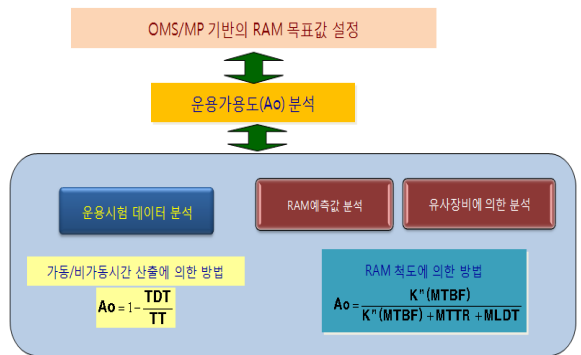 OMS/MP 기반의 RAM 목표값 설정
운용가용도(Ao) 분석
운용시험 데이터 분석
RAM예측값 분석
유사장비에 의한 분석
가동/비가동시간 산출에 의한 방법
Ao = 1 - TDT / TT
RAM 척도에 의한 방법
Ao = K"(MTBF) / K"(MTBF) + MTTR + MLDT